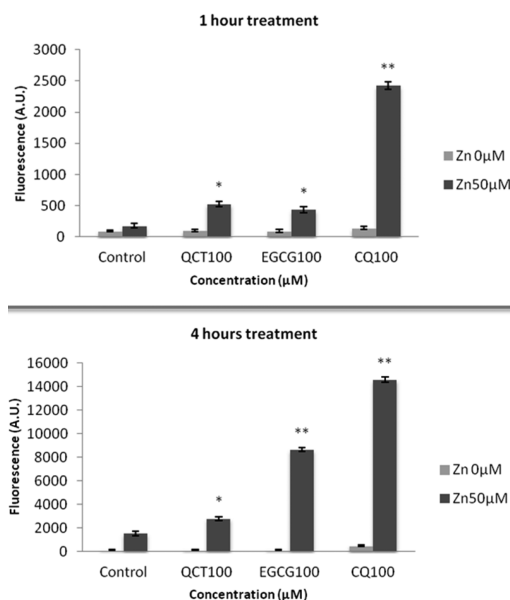 1 hour treatment
3000
2500
2000
1500
1000
500
0
Fluorescence (A.U.)
*
*
**
Zn 0μM
Zn50μM
Control QCT100 EGCG100 CQ100
Concentration (μM)
4 hours treatment
16000
14000
12000
10000
8000
6000
4000
2000
0
Fluorescence (A.U.)
*
**
**
Zn 0μM
Zn50μM
Control QCT100 EGCG100 CQ100
Concentration (μM)